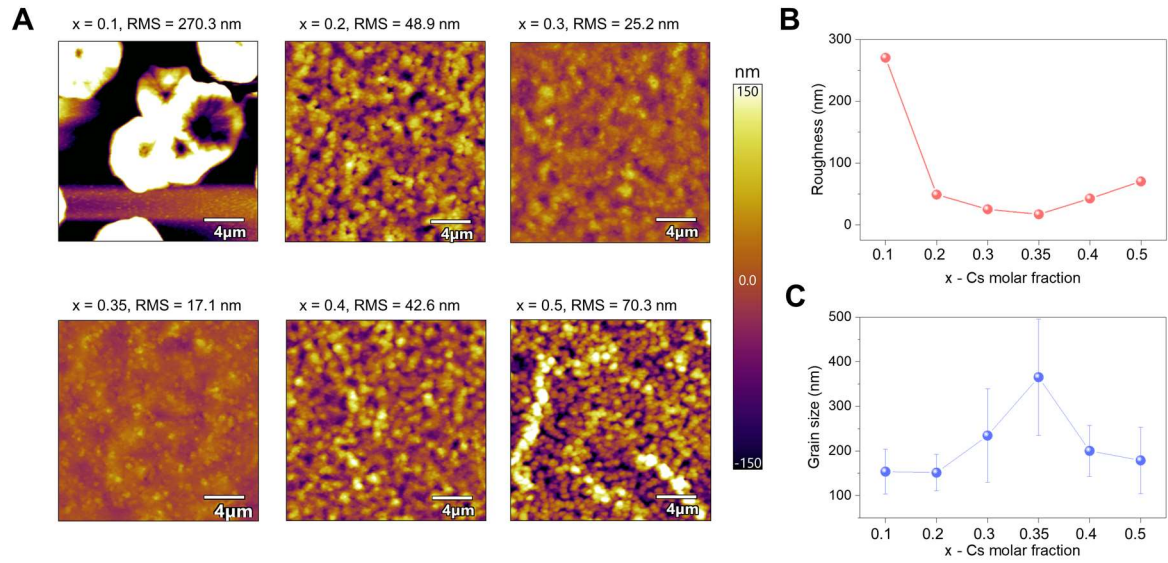 A
x = 0.1, RMS = 270.3 nm
x = 0.2, RMS = 48.9 nm
x = 0.3, RMS = 25.2 nm
4μm
4μm
4μm
nm
150
0.0
-150
x = 0.35, RMS = 17.1 nm
x = 0.4, RMS = 42.6 nm
x = 0.5, RMS = 70.3 nm
4μm
4μm
4μm
B
300
200
100
0
Roughness (nm)
0.1 0.2 0.3 0.35 0.4 0.5
x - Cs molar fraction
C
500
400
300
200
100
Grain size (nm)
0.1 0.2 0.3 0.35 0.4 0.5
x - Cs molar fraction